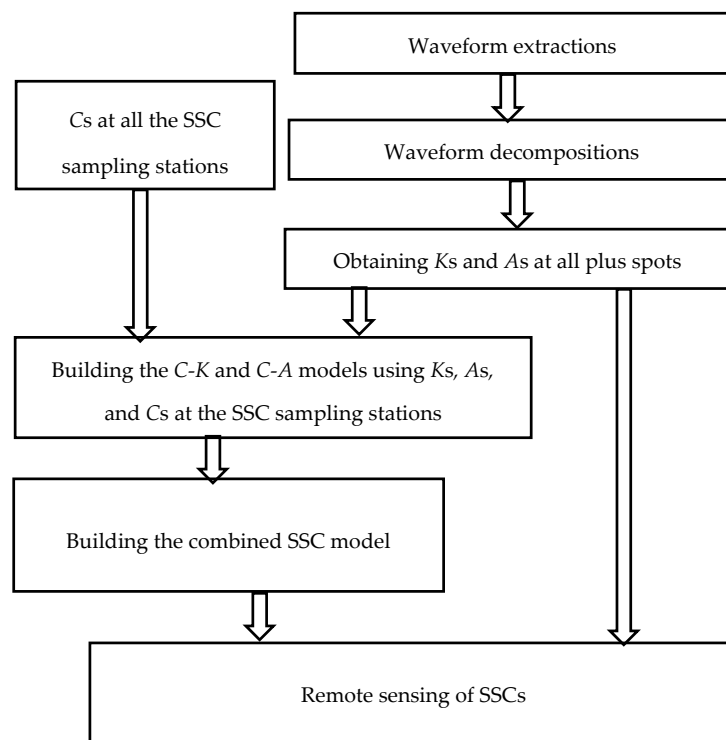 Waveform extractions
Cs at all the SSC
sampling stations
Waveform decompositions
Obtaining Ks and As at all plus spots
Building the C-K and C-A models using Ks, As,
and Cs at the SSC sampling stations
Building the combined SSC model
Remote sensing of SSCs